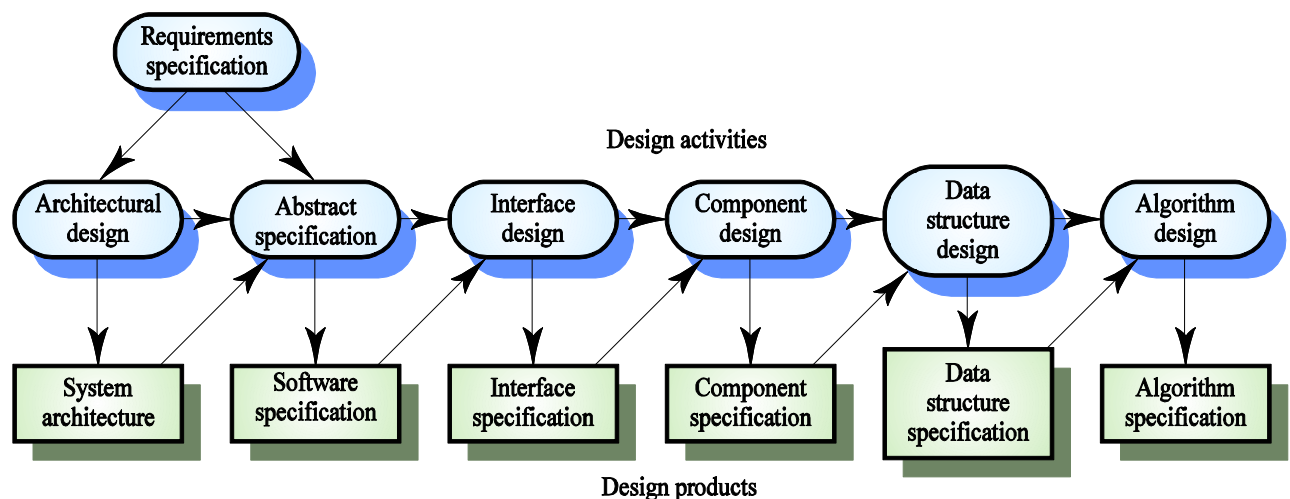 Requirements
specification
Design activities
Architectural
design
Abstract
specification
Interface
design
Component
design
Data
structure
design
Algorithm
design
System
architecture
Software
specification
Interface
specification
Component
specification
Data
structure
specification
Algorithm
specification
Design products